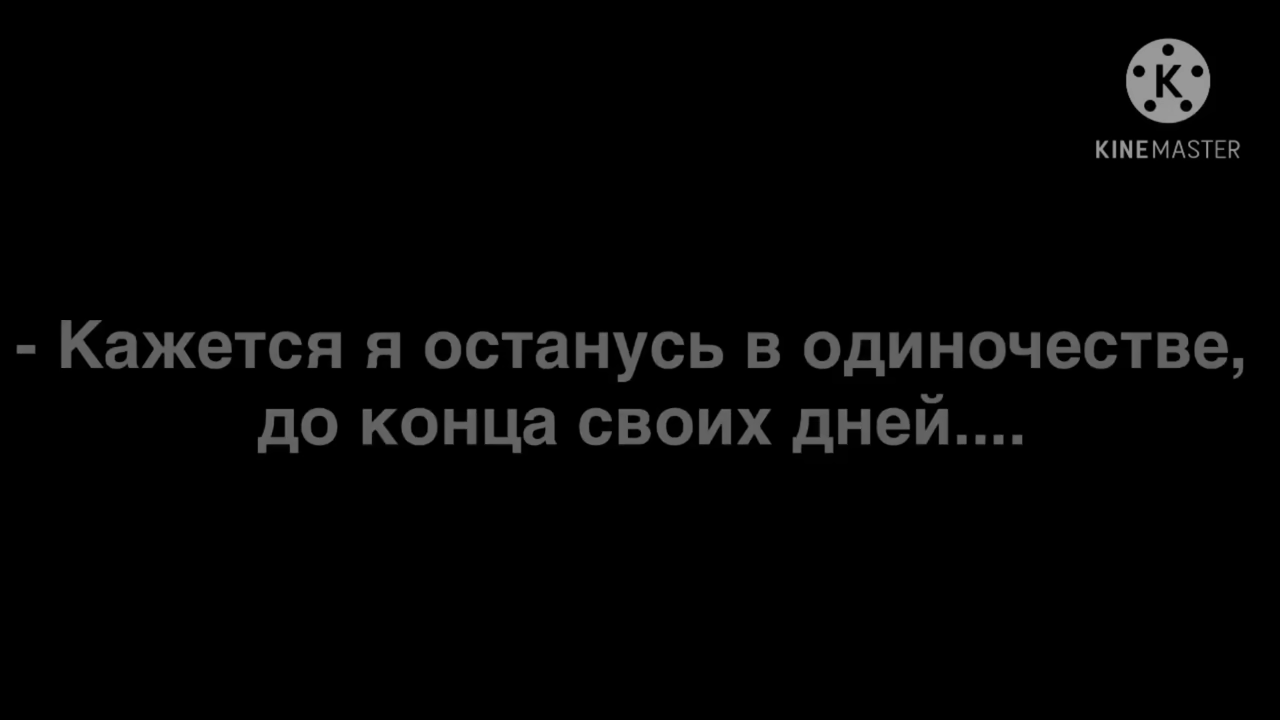 K
KINEMASTER
- Кажется я останусь в одиночестве,
до конца своих дней....